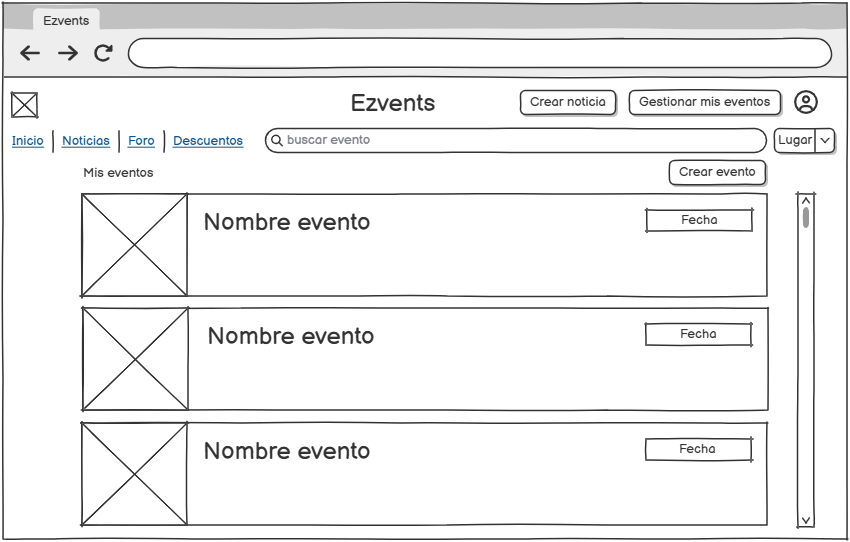 Ezvents
Ezvents
Crear noticia
Gestionar mis eventos
Inicio
Noticias
Foro
Descuentos
buscar evento
Lugar
Mis eventos
Crear evento
Nombre evento
Fecha
Nombre evento
Fecha
Nombre evento
Fecha